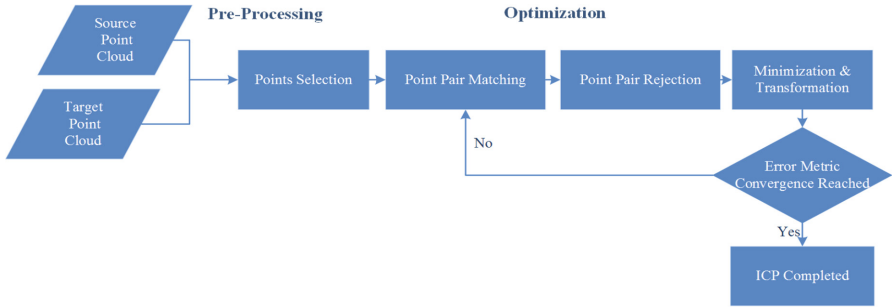 Pre-Processing
Optimization
Source
Point
Cloud
Target
Point
Cloud
Points Selection
Point Pair Matching
Point Pair Rejection
Minimization &
Transformation
No
Error Metric
Convergence Reached
Yes
ICP Completed